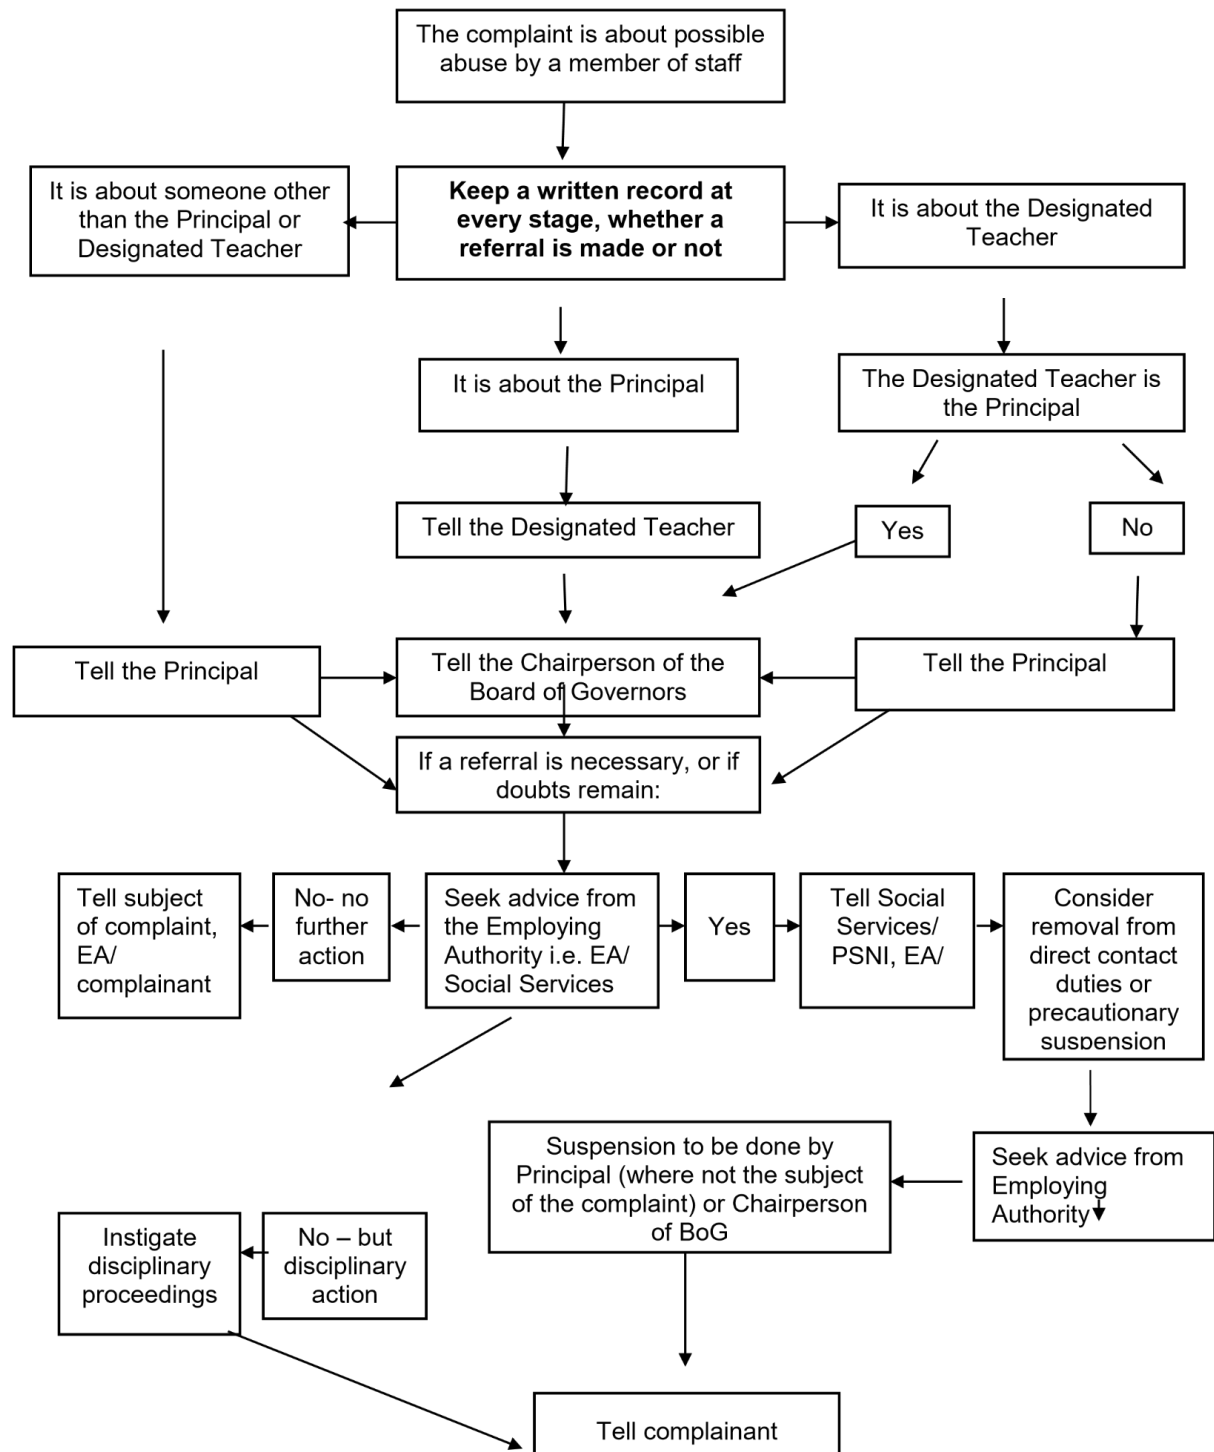 The complaint is about possible
abuse by a member of staff
It is about someone other
than the Principal or
Designated Teacher
Keep a written record at
every stage, whether a
referral is made or not
It is about the Designated
Teacher
It is about the Principal
The Designated Teacher is
the Principal
Tell the Designated Teacher
Yes
No
Tell the Principal
Tell the Chairperson of the
Board of Governors
Tell the Principal
If a referral is necessary, or if
doubts remain:
Tell subject
of complaint,
EA/
complainant
No- no
further
action
Seek advice from
the Employing
Authority i.e. EA/
Social Services
Yes
Tell Social
Services/
PSNI, EA/
Consider
removal from
direct contact
duties or
precautionary
suspension
Suspension to be done by
Principal (where not the subject
of the complaint) or Chairperson
of BoG
Seek advice from
Employing
Authority
Instigate
disciplinary
proceedings
No – but
disciplinary
action
Tell complainant